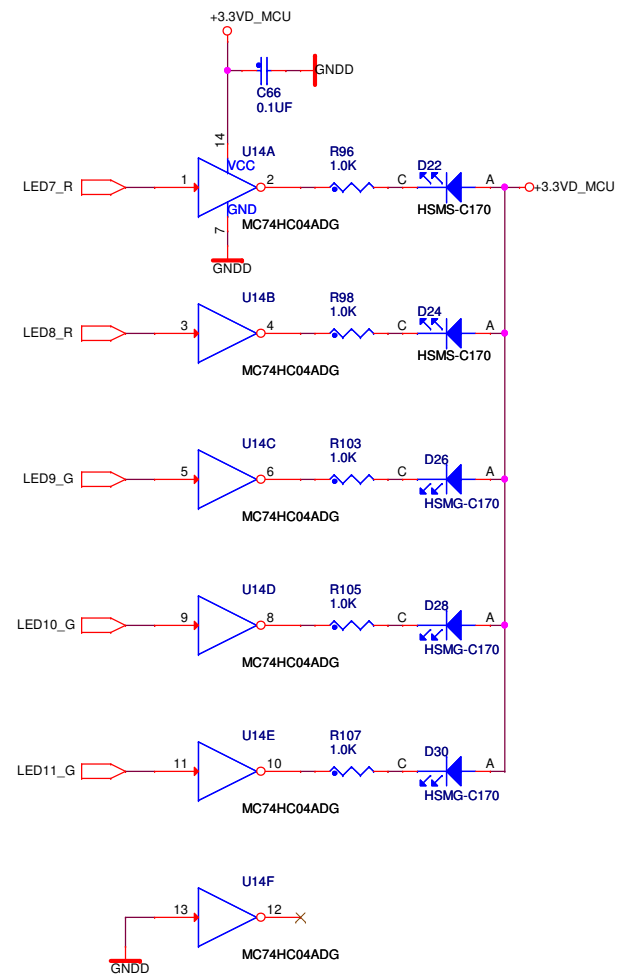 +3.3VD_MCU
GNDD
C66
0.1UF
14
U14A
VCC
R96
1.0K
D22
LED7_R
1
2
C
A
+3.3VD_MCU
GND
7
HSMS-C170
MC74HC04ADG
GNDD
U14B
R98
1.0K
D24
LED8_R
3
4
C
A
HSMS-C170
MC74HC04ADG
U14C
R103
1.0K
D26
LED9_G
5
6
C
A
HSMG-C170
MC74HC04ADG
U14D
R105
1.0K
D28
LED10_G
9
8
C
A
HSMG-C170
MC74HC04ADG
U14E
R107
1.0K
D30
LED11_G
11
10
C
A
HSMG-C170
MC74HC04ADG
U14F
13
12
MC74HC04ADG
GNDD